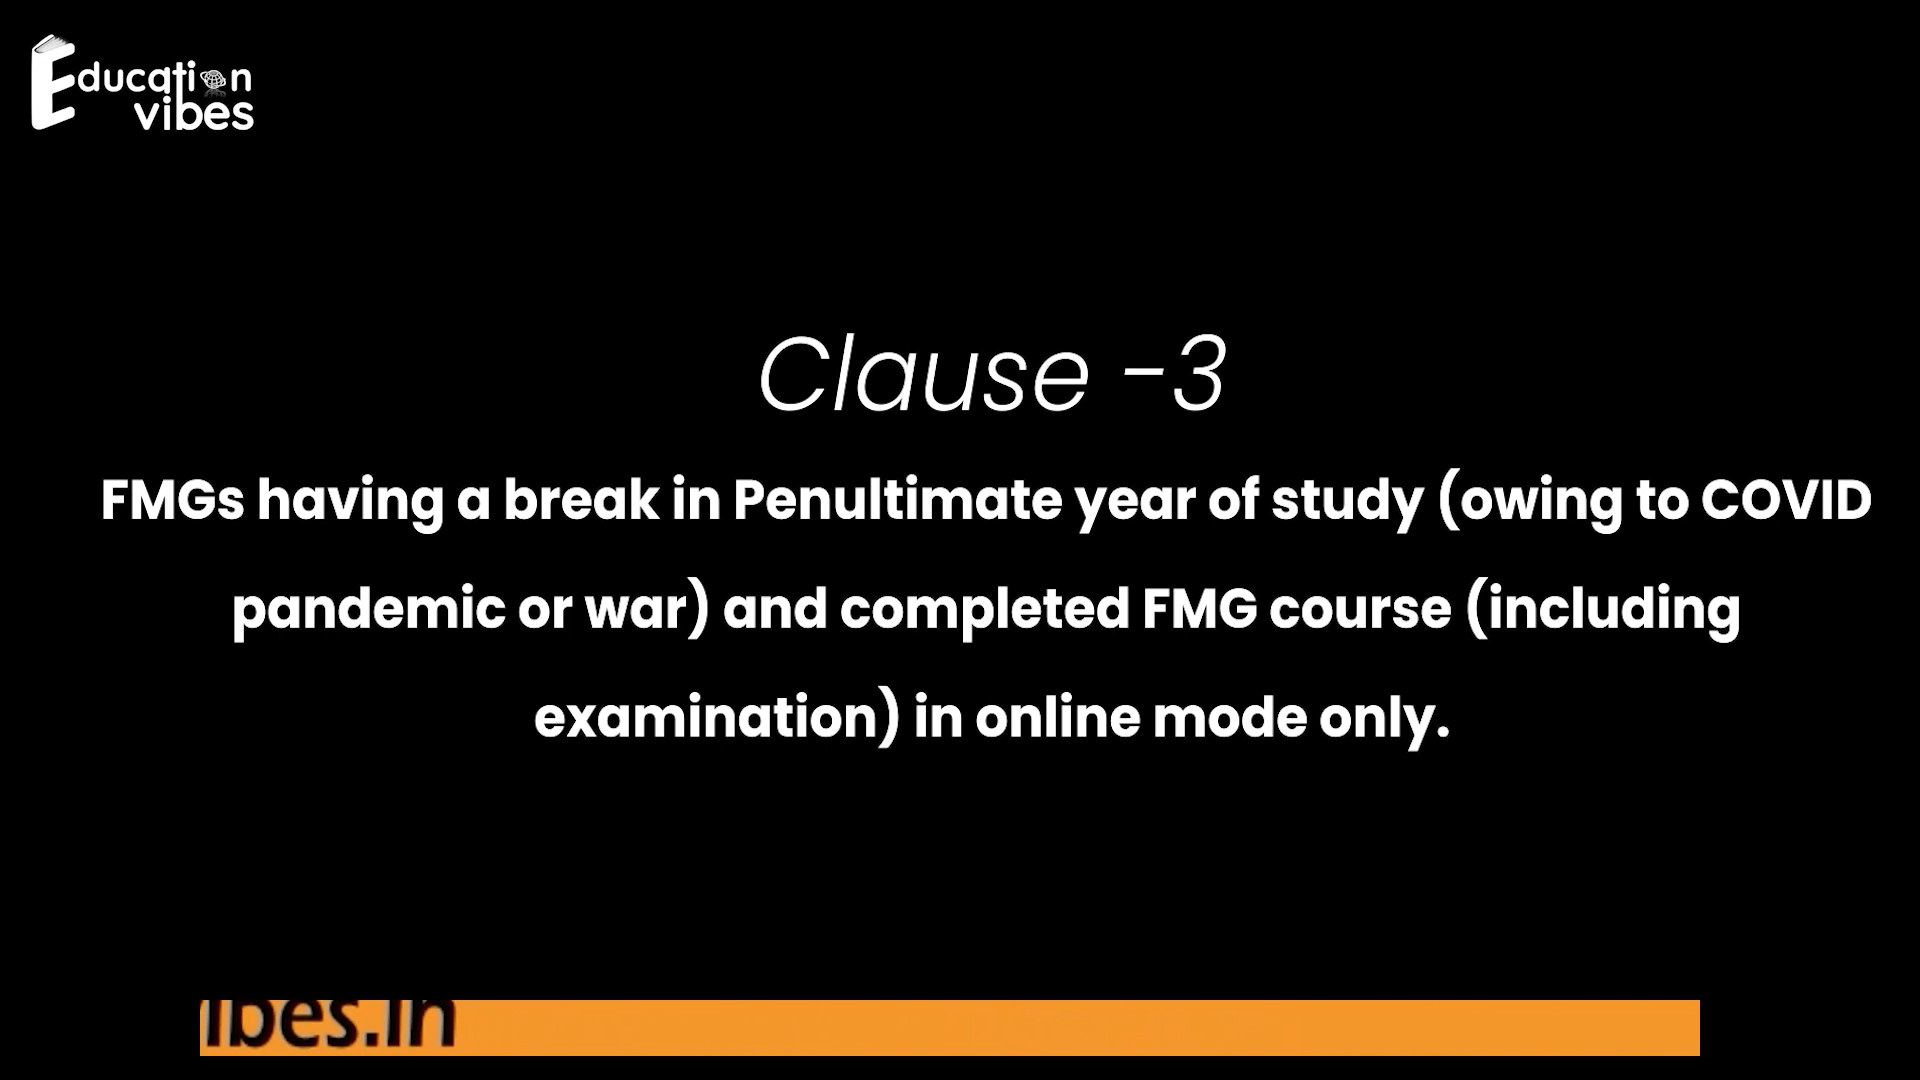 Education
vibes
Clause -3
FMGs having a break in Penultimate year of study (owing to COVID
pandemic or war) and completed FMG course (including
examination) in online mode only.
ibes.in